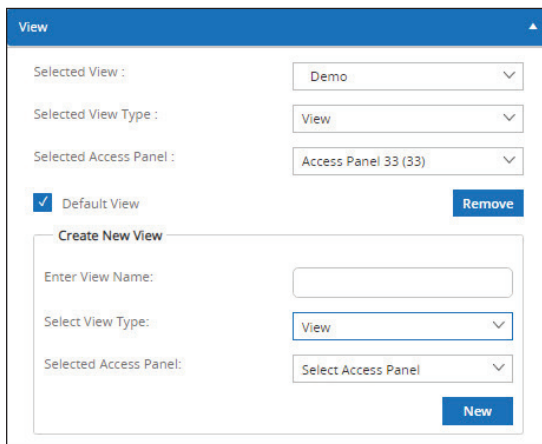 View
Selected View : Demo
Selected View Type : View
Selected Access Panel : Access Panel 33 (33)
Default View Remove
Create New View
Enter View Name:
Select View Type: View
Selected Access Panel: Select Access Panel
New